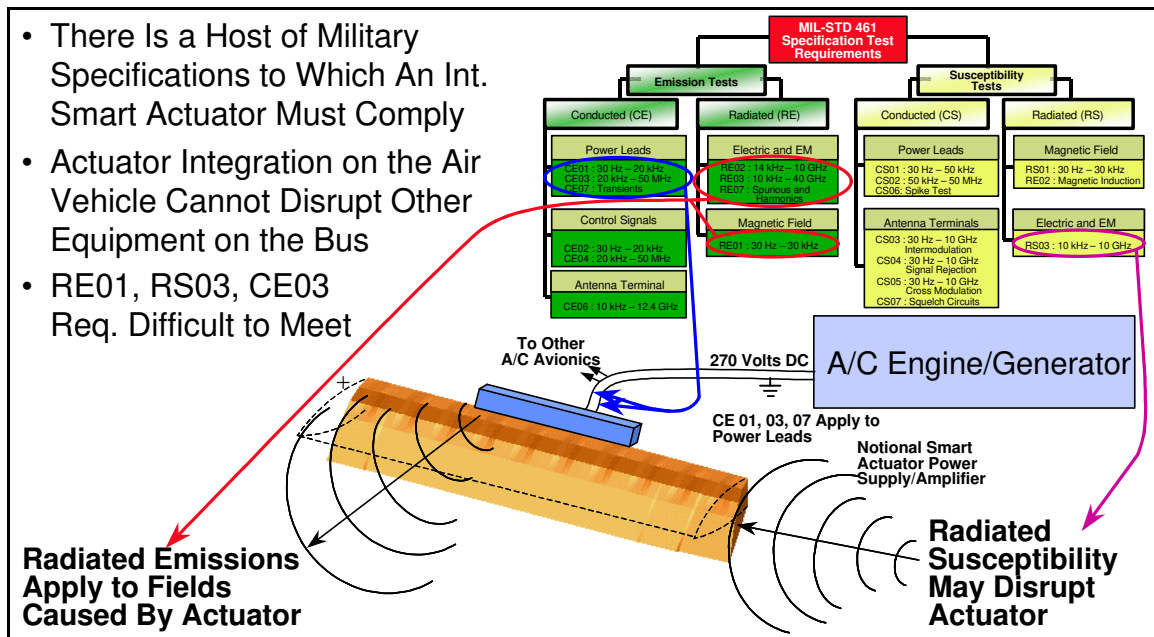 • There Is a Host of Military
Specifications to Which An Int.
Smart Actuator Must Comply
• Actuator Integration on the Air
Vehicle Cannot Disrupt Other
Equipment on the Bus
• RE01, RS03, CE03
Req. Difficult to Meet
MIL-STD 461
Specification Test
Requirements
Emission Tests
Susceptibility
Tests
Conducted (CE)
Radiated (RE)
Conducted (CS)
Radiated (RS)
Power Leads
CE01 : 30 Hz – 20 kHz
CE03 : 20 kHz – 50 MHz
CE07 : Transients
Control Signals
CE02 : 30 Hz – 20 kHz
CE04 : 20 kHz – 50 MHz
Antenna Terminal
CE06 : 10 kHz – 12.4 GHz
Electric and EM
RE02 : 14 kHz – 10 GHz
RE03 : 10 kHz – 40 GHz
RE07 : Spurious and
Harmonics
Magnetic Field
RE01 : 30 Hz – 30 kHz
Power Leads
CS01 : 30 Hz – 50 kHz
CS02 : 50 kHz – 50 MHz
CS06: Spike Test
Antenna Terminals
CS03 : 30 Hz – 10 GHz
Intermodulation
CS04 : 30 Hz – 10 GHz
Signal Rejection
CS05 : 30 Hz – 10 GHz
Cross Modulation
CS07 : Squelch Circuits
Magnetic Field
RS01 : 30 Hz – 30 kHz
RE02 : Magnetic Induction
Electric and EM
RS03 : 10 kHz – 10 GHz
To Other
A/C Avionics
270 Volts DC
A/C Engine/Generator
CE 01, 03, 07 Apply to
Power Leads
Notional Smart
Actuator Power
Supply/Amplifier
Radiated Emissions
Apply to Fields
Caused By Actuator
Radiated
Susceptibility
May Disrupt
Actuator